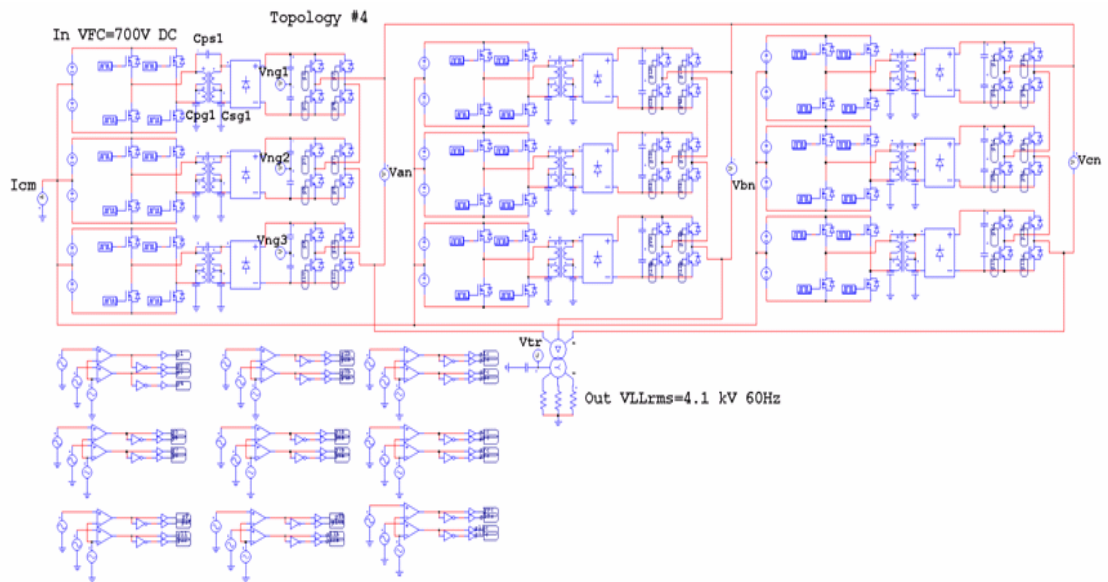 Topology #4
In VFC=700V DC
Cps1
Vng1
Cpg1
Csg1
Vng2
Icm
Van
Vbn
Vcn
Vng3
Vtr
Out VLLrms=4.1 kV 60Hz